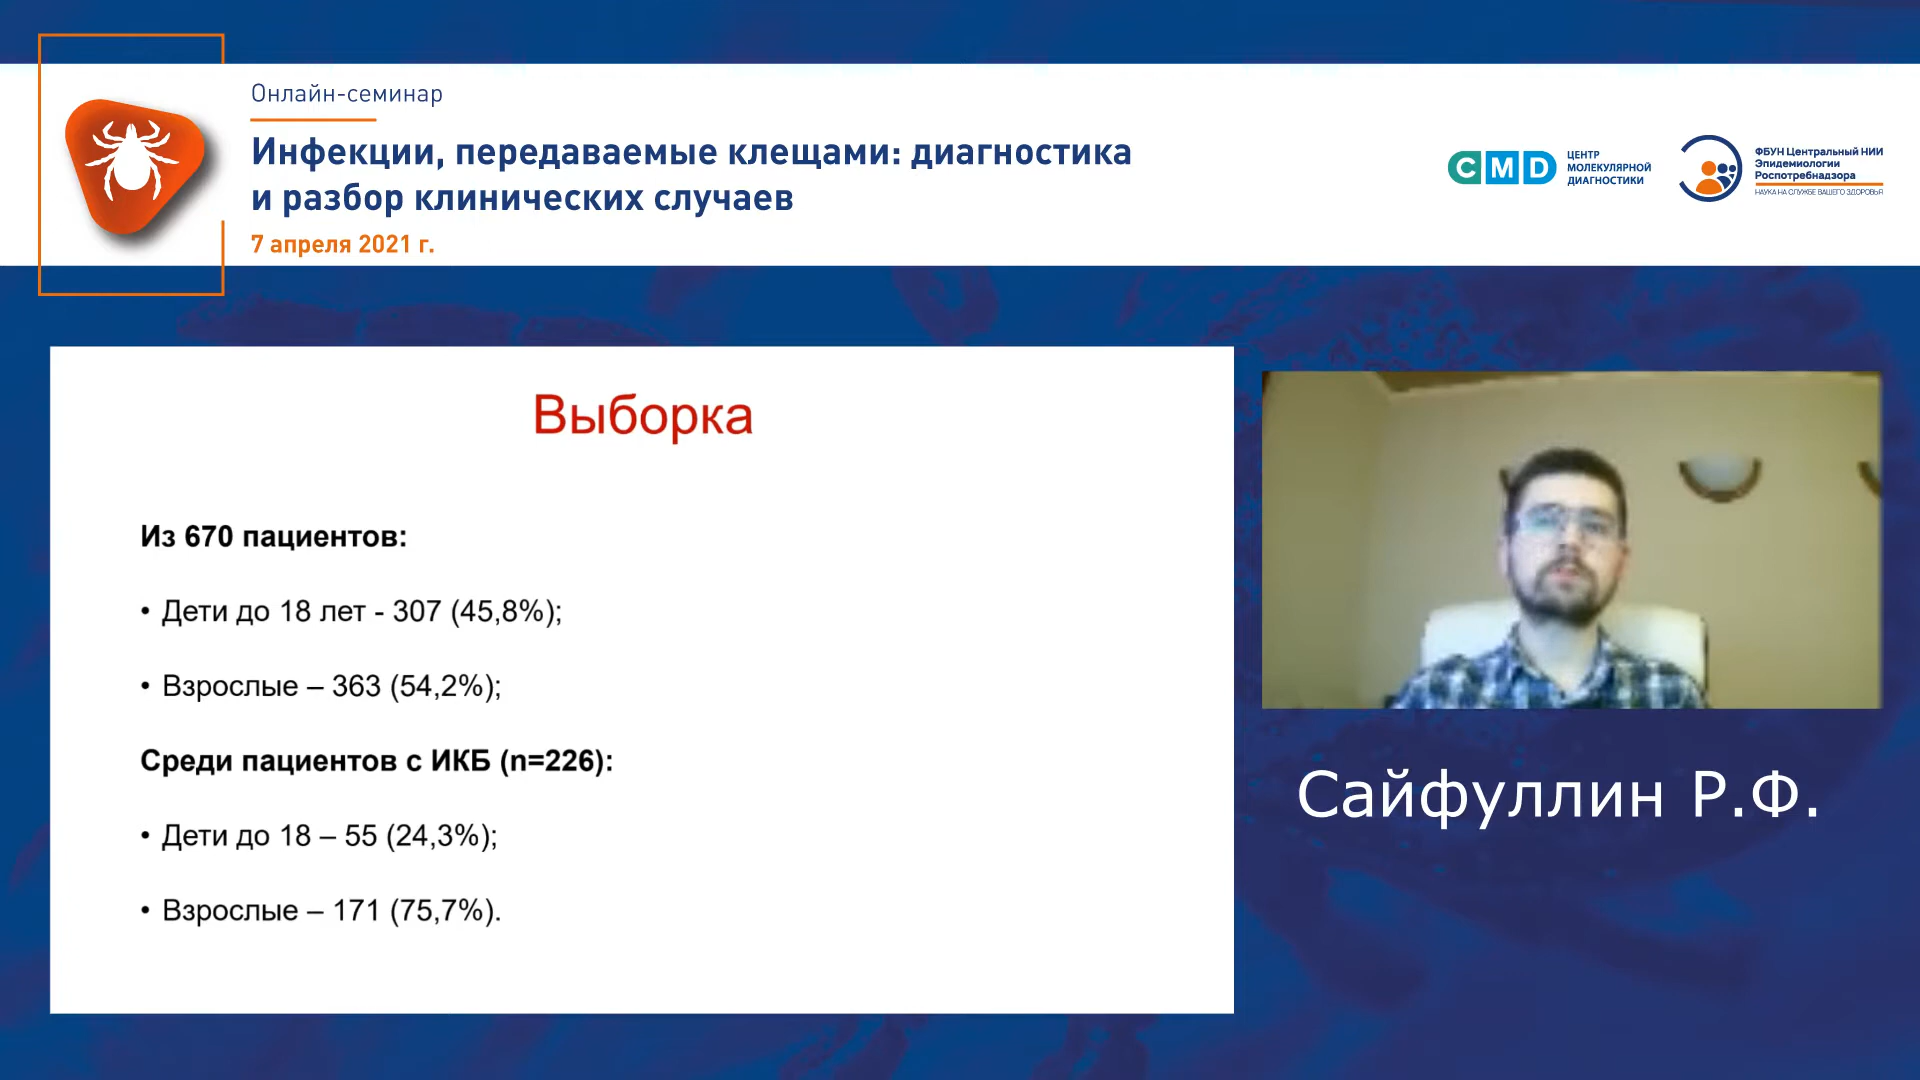 Онлайн-семинар
Инфекции, передаваемые клещами: диагностика
и разбор клинических случаев
7 апреля 2021 г.
CMD
ЦЕНТР
МОЛЕКУЛЯРНОЙ
ДИАГНОСТИКИ
ФБУН Центральный НИИ
Эпидемиологии
Роспотребнадзора
НАУКА НА СЛУЖБЕ ВАШЕГО ЗДОРОВЬЯ
Выборка
Из 670 пациентов:
• Дети до 18 лет - 307 (45,8%);
• Взрослые – 363 (54,2%);
Среди пациентов с ИКБ (n=226):
• Дети до 18 – 55 (24,3%);
• Взрослые – 171 (75,7%).
Сайфуллин Р.Ф.